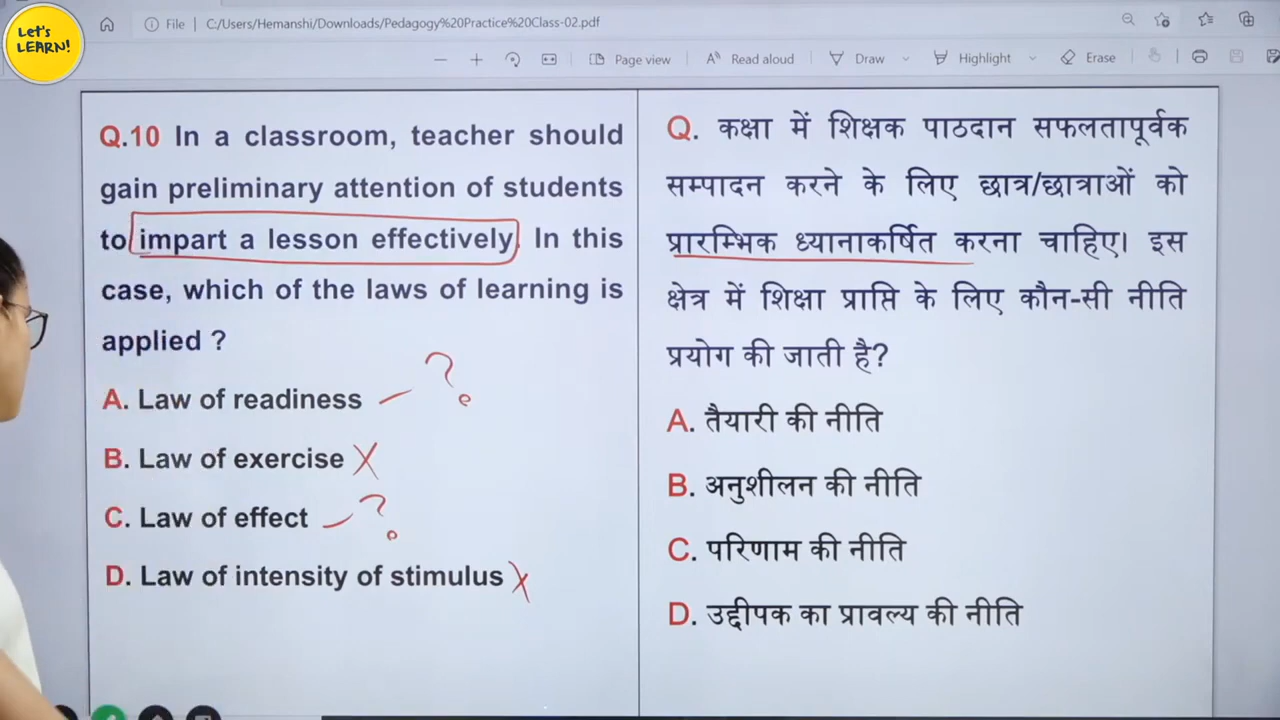 Let's
LEARN!
File C:/Users/Hemanshi/Downloads/Pedagogy%20Practice%20Class-02.pdf
Page view
Read aloud
Draw
Highlight
Erase
Q.10 In a classroom, teacher should
gain preliminary attention of students
to impart a lesson effectively. In this
case, which of the laws of learning is
applied ?
A. Law of readiness – ?
B. Law of exercise X
C. Law of effect – ?
D. Law of intensity of stimulus X
Q. कक्षा में शिक्षक पाठदान सफलतापूर्वक
सम्पादन करने के लिए छात्र/छात्राओं को
प्रारम्भिक ध्यानाकर्षित करना चाहिए। इस
क्षेत्र में शिक्षा प्राप्ति के लिए कौन-सी नीति
प्रयोग की जाती है?
A. तैयारी की नीति
B. अनुशीलन की नीति
C. परिणाम की नीति
D. उद्दीपक का प्रावल्य की नीति